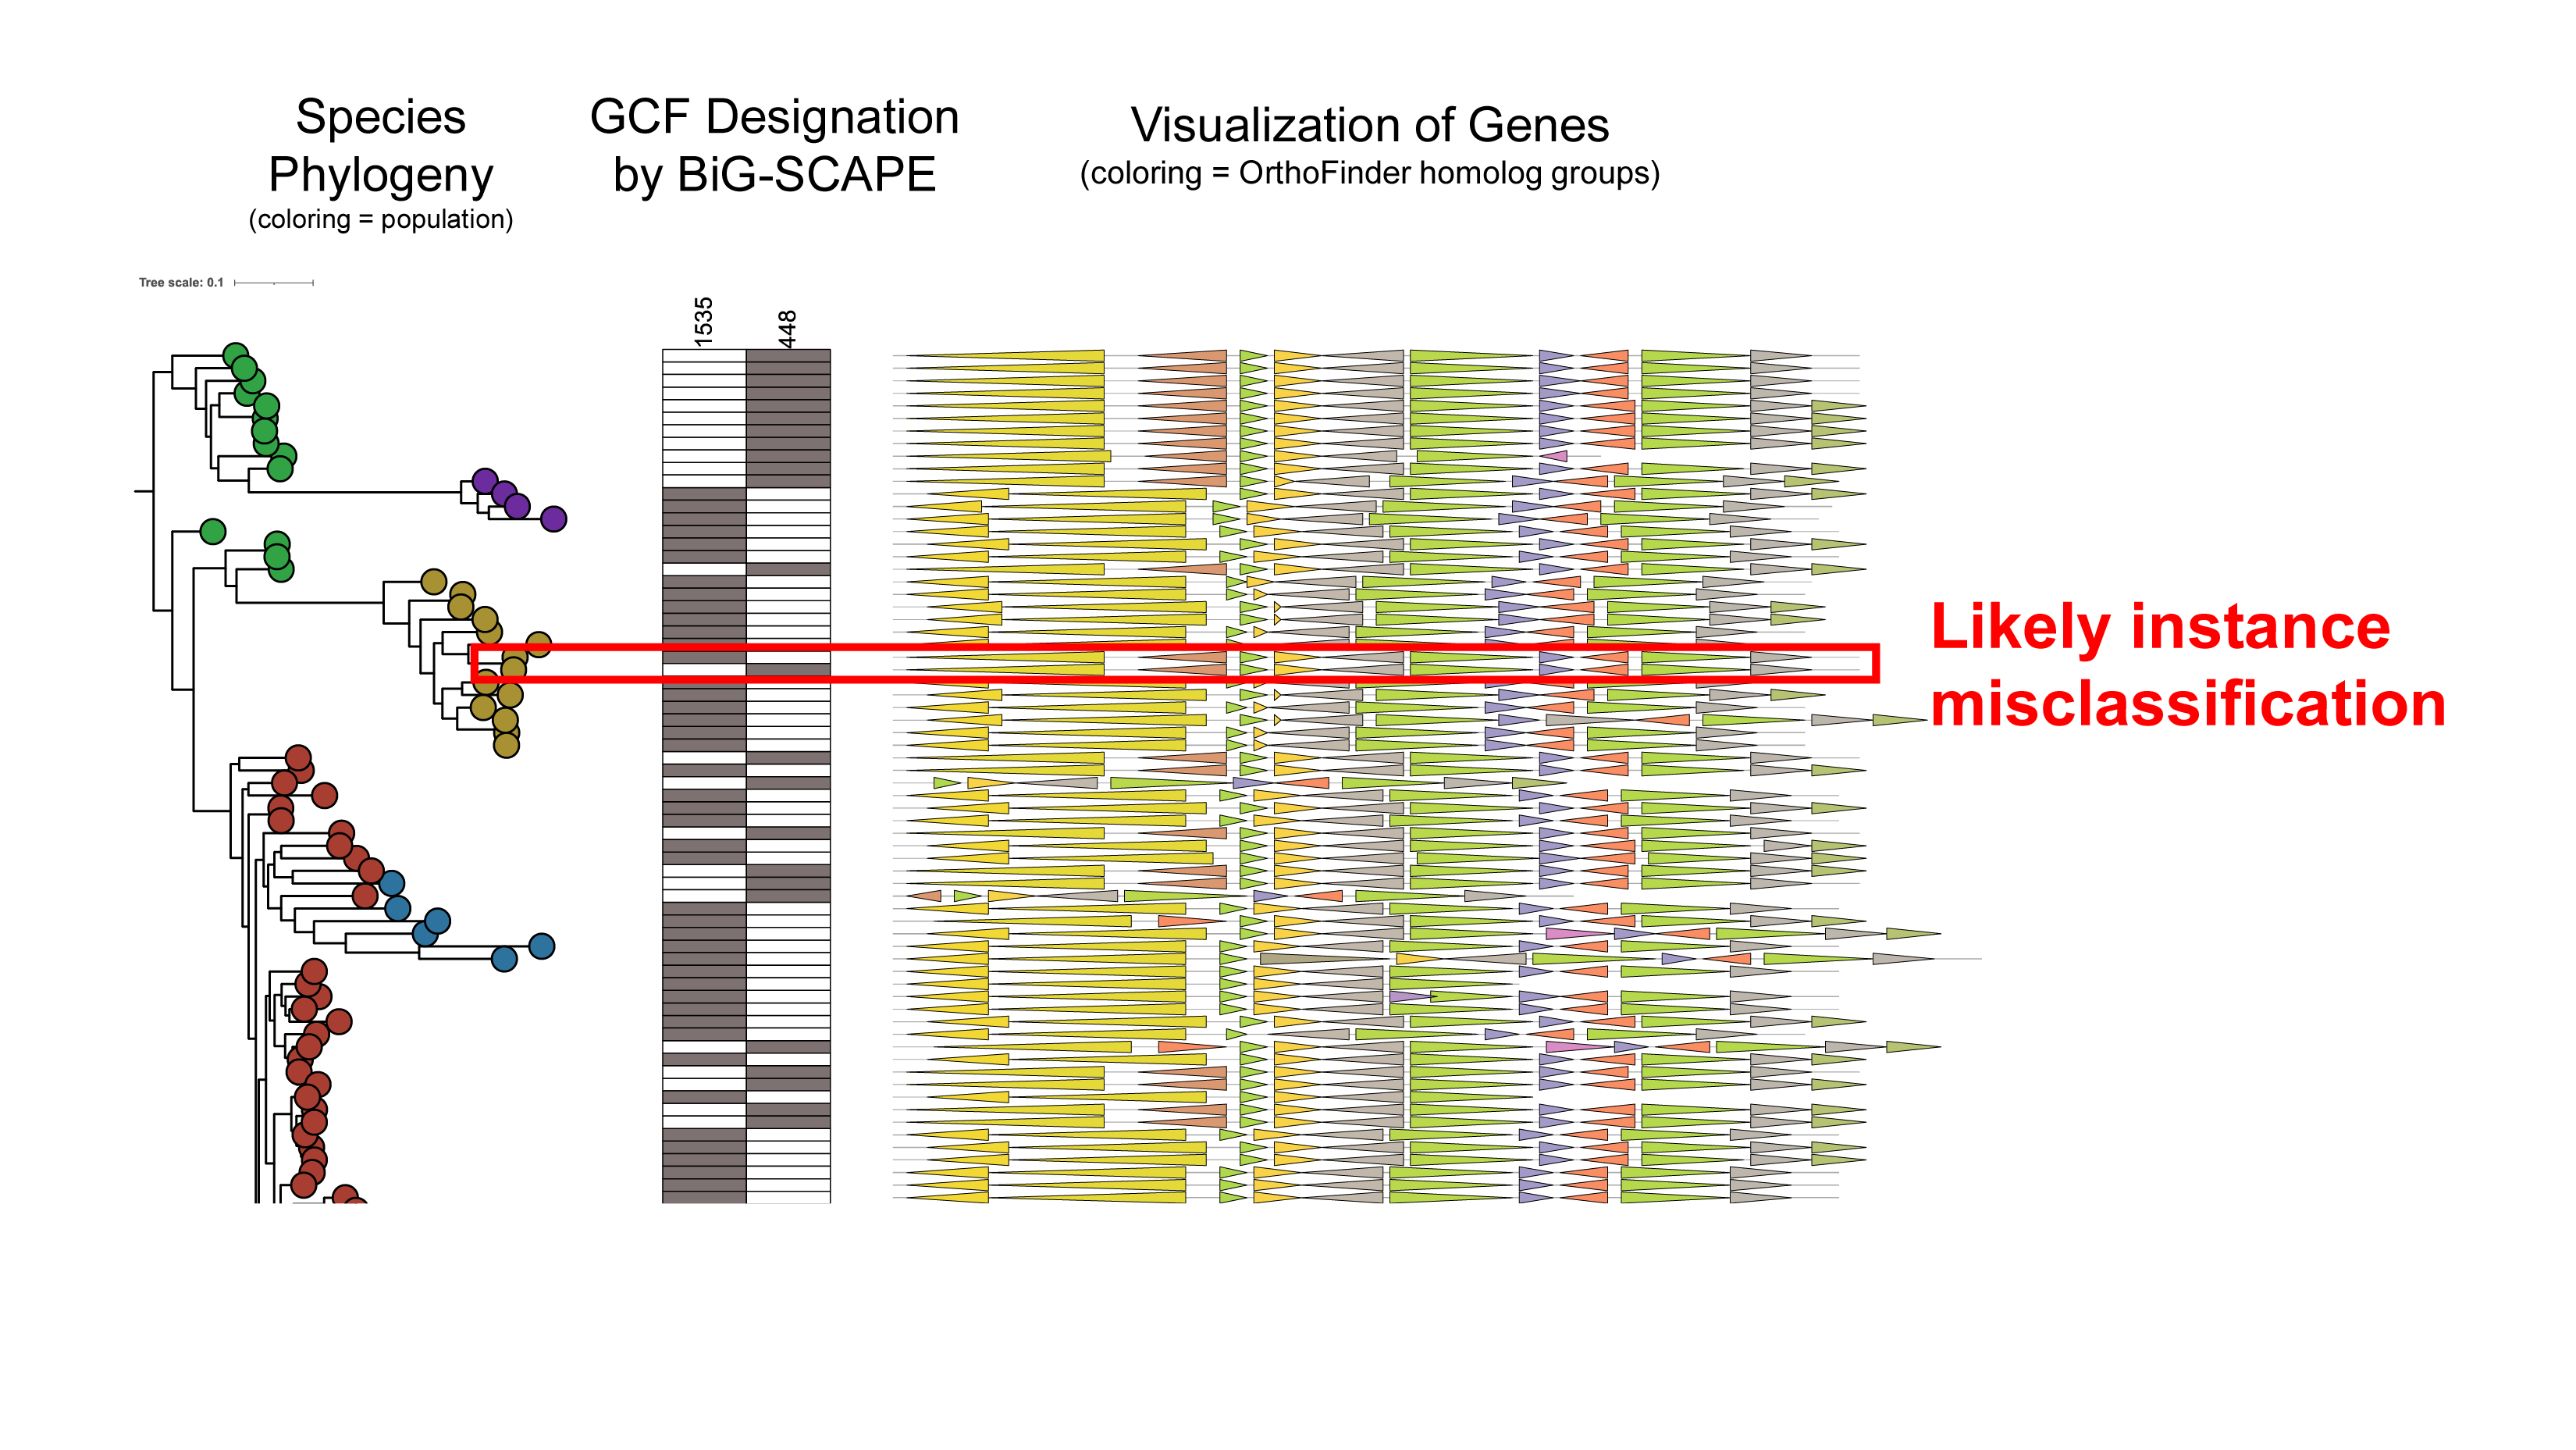 Species
Phylogeny
(coloring = population)
GCF Designation
by BiG-SCAPE
Visualization of Genes
(coloring = OrthoFinder homolog groups)
Tree scale: 0.1
1535
448
Likely instance
misclassification